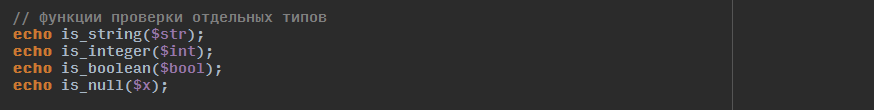 // функции проверки отдельных типов
echo is_string($str);
echo is_integer($int);
echo is_boolean($bool);
echo is_null($x);